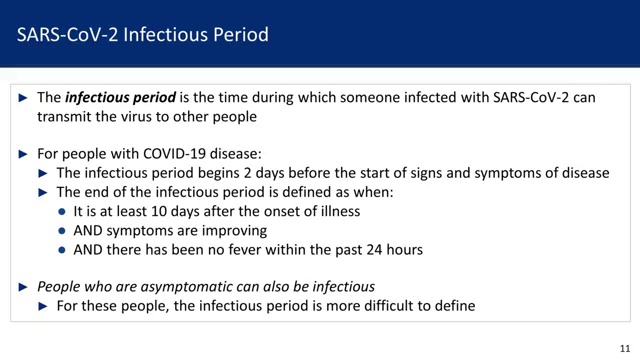 SARS-CoV-2 Infectious Period
► The infectious period is the time during which someone infected with SARS-CoV-2 can
transmit the virus to other people
► For people with COVID-19 disease:
► The infectious period begins 2 days before the start of signs and symptoms of disease
► The end of the infectious period is defined as when:
● It is at least 10 days after the onset of illness
● AND symptoms are improving
● AND there has been no fever within the past 24 hours
► People who are asymptomatic can also be infectious
► For these people, the infectious period is more difficult to define
11